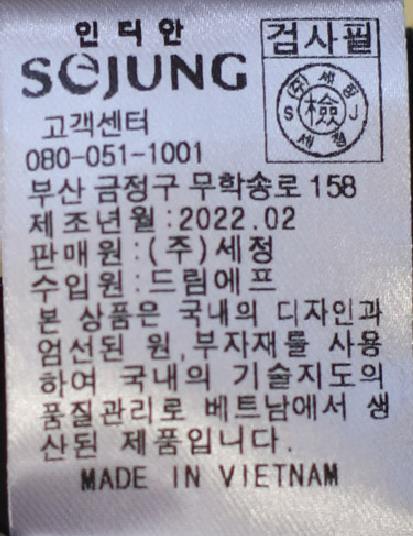 인디안
SEJUNG
검사필
(주)세정
S 檢 J
세정
고객센터
080-051-1001
부산 금정구 무학송로 158
제조년월:2022.02
판매원:(주)세정
수입원:드림에프
본 상품은 국내의 디자인과
엄선된 원,부자재를 사용
하여 국내의 기술지도와
품질관리로 베트남에서 생
산된 제품입니다.
MADE IN VIETNAM